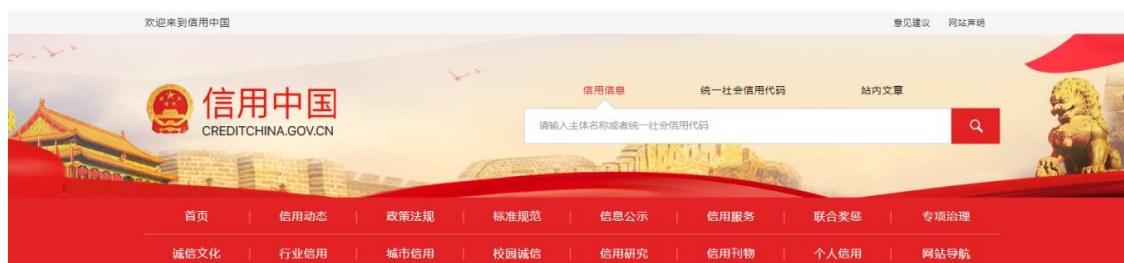 欢迎来到信用中国 意见建议 网站声明
信用信息 统一社会信用代码 站内文章
信用中国
CREDITCHINA.GOV.CN
请输入主体名称或者统一社会信用代码
首页 信用动态 政策法规 标准规范 信息公示 信用服务 联合奖惩 专项治理
诚信文化 行业信用 城市信用 校园诚信 信用研究 信用刊物 个人信用 网站导航